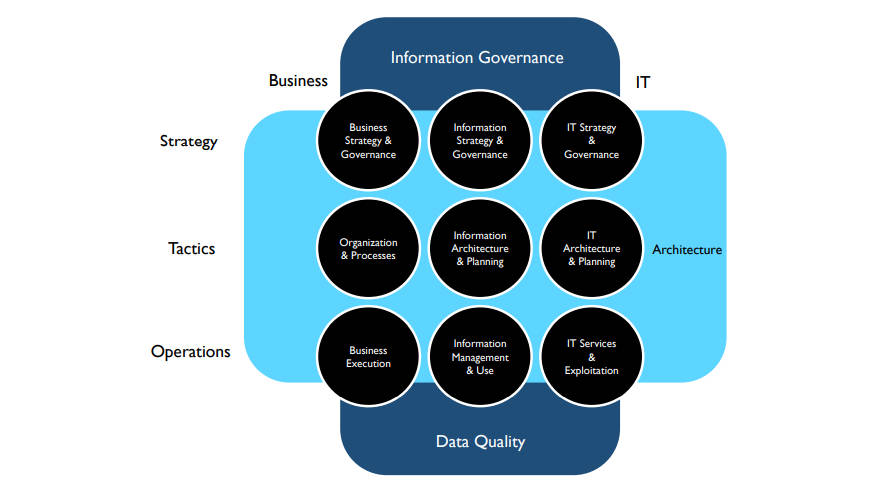 Information Governance
Business
IT
Strategy
Business
Strategy &
Governance
Information
Strategy &
Governance
IT Strategy
&
Governance
Tactics
Organization
& Processes
Information
Architecture
& Planning
IT
Architecture
& Planning
Architecture
Operations
Business
Execution
Information
Management
& Use
IT Services
&
Exploitation
Data Quality